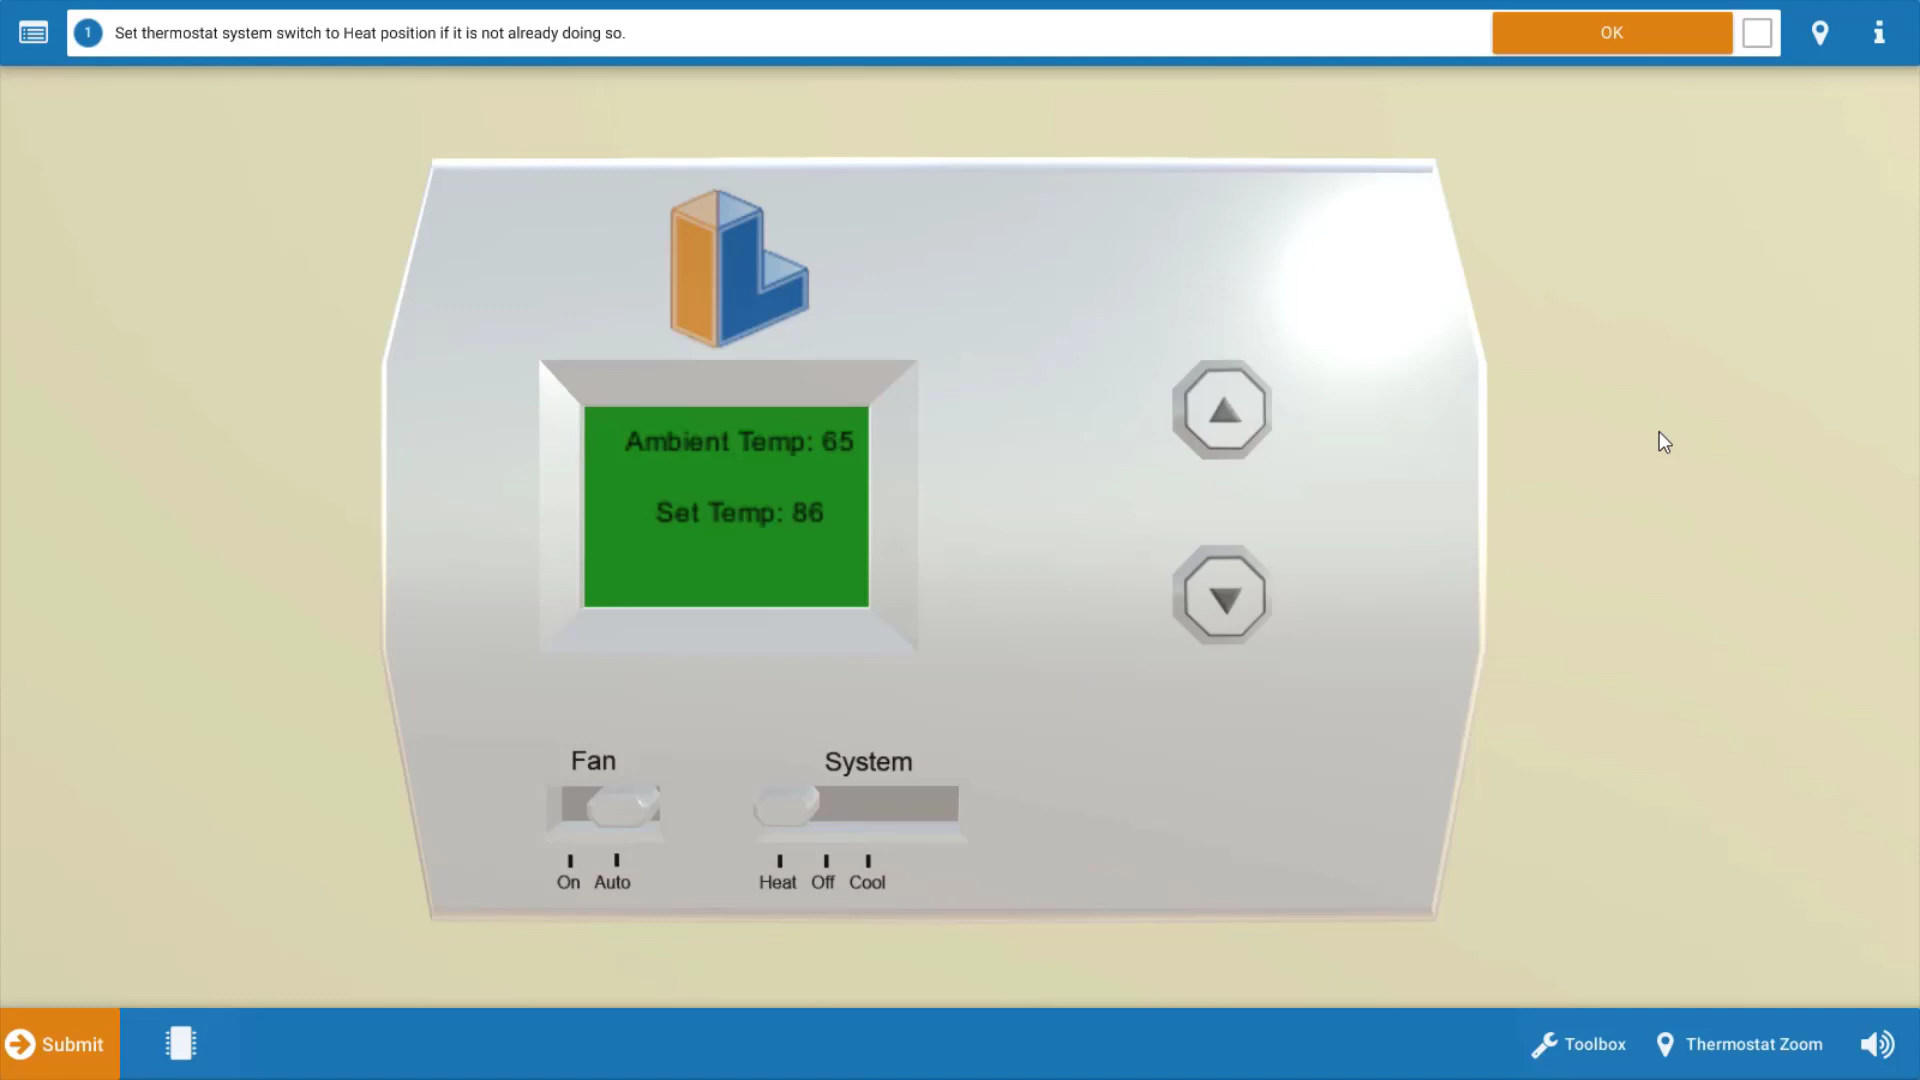 1 Set thermostat system switch to Heat position if it is not already doing so.
OK
Ambient Temp: 65
Set Temp: 86
Fan
System
On Auto
Heat Off Cool
Submit
Toolbox
Thermostat Zoom